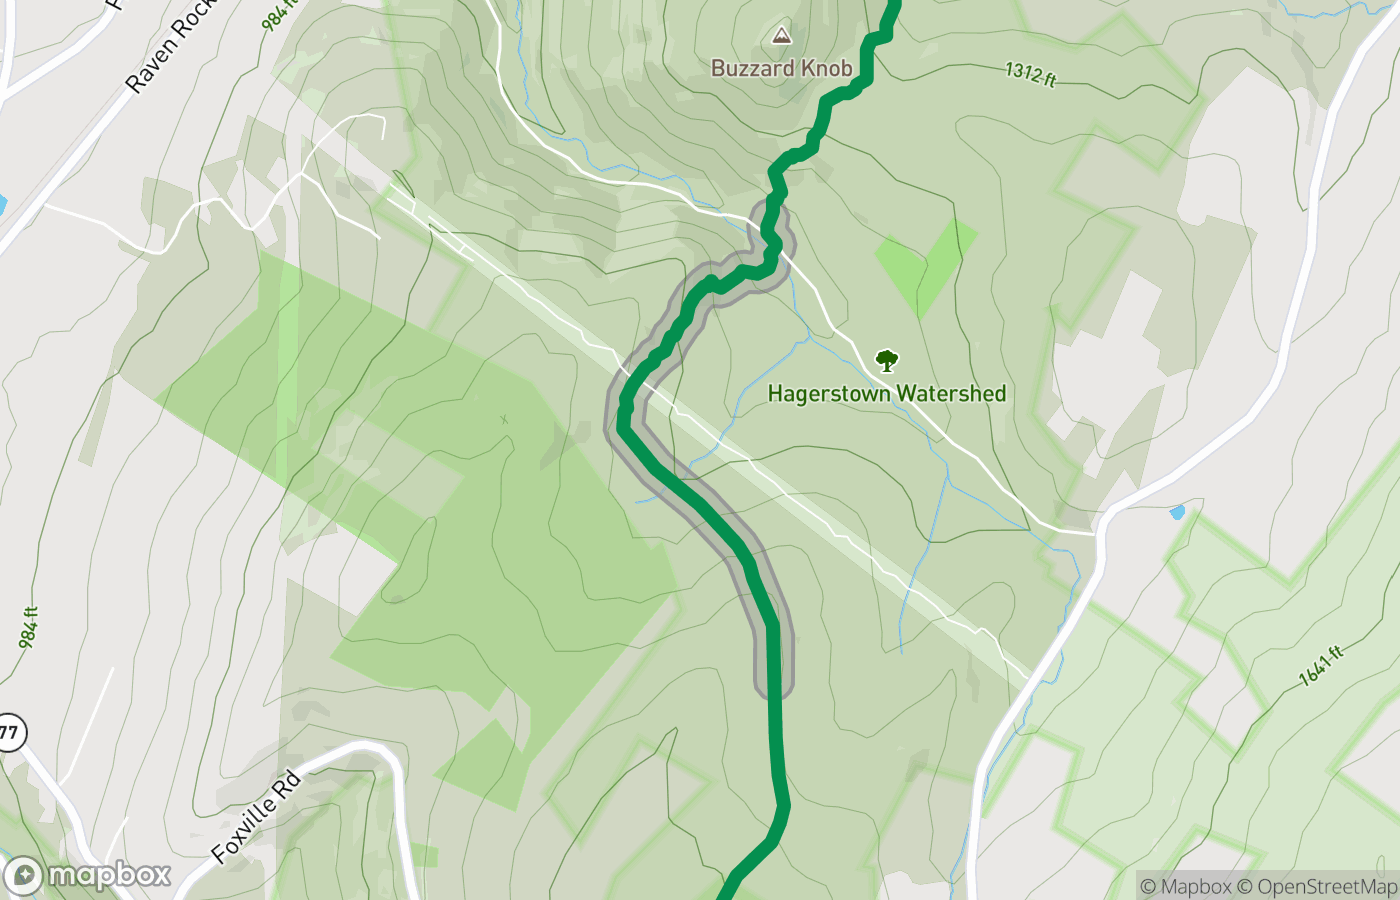 984 ft
Raven Rock
Buzzard Knob
1312 ft
Hagerstown Watershed
984 ft
1641 ft
77
Foxville Rd
mapbox
© Mapbox © OpenStreetMap